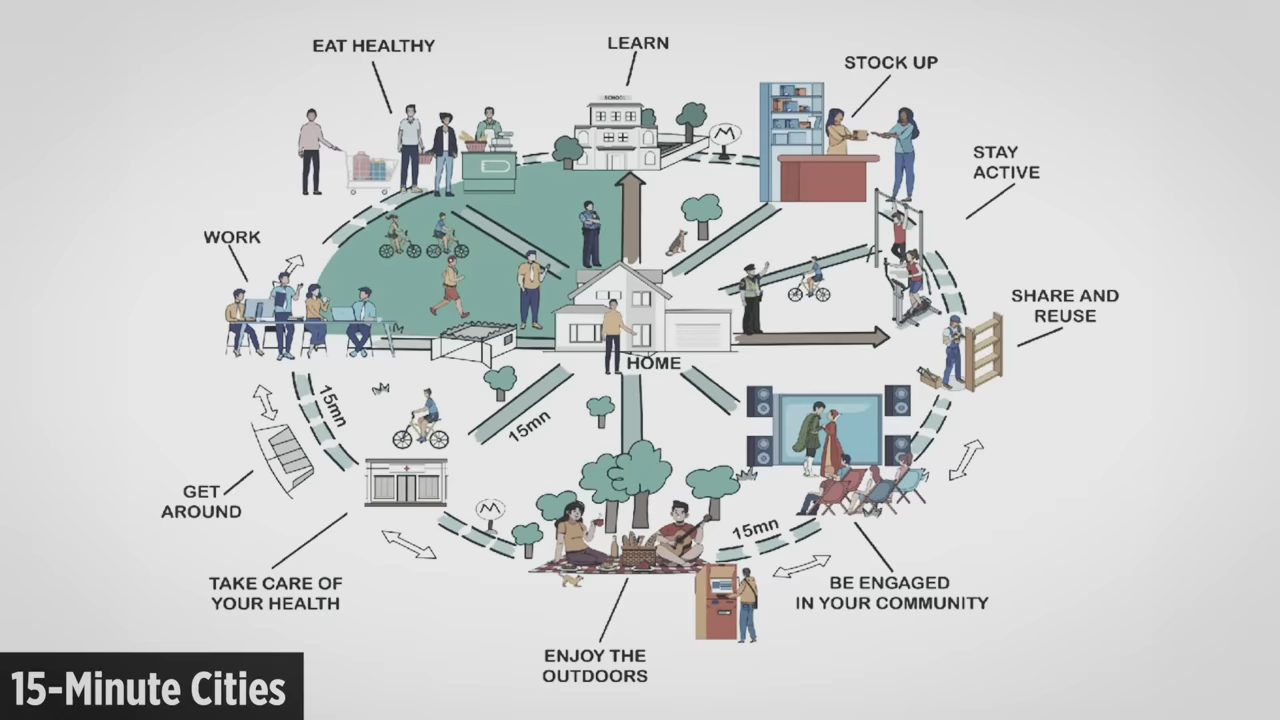 EAT HEALTHY
LEARN
STOCK UP
SCHOOL
M
STAY
ACTIVE
WORK
SHARE AND
REUSE
HOME
15mn
15mn
GET
AROUND
M
15mn
TAKE CARE OF
YOUR HEALTH
BE ENGAGED
IN YOUR COMMUNITY
ENJOY THE
OUTDOORS
15-Minute Cities